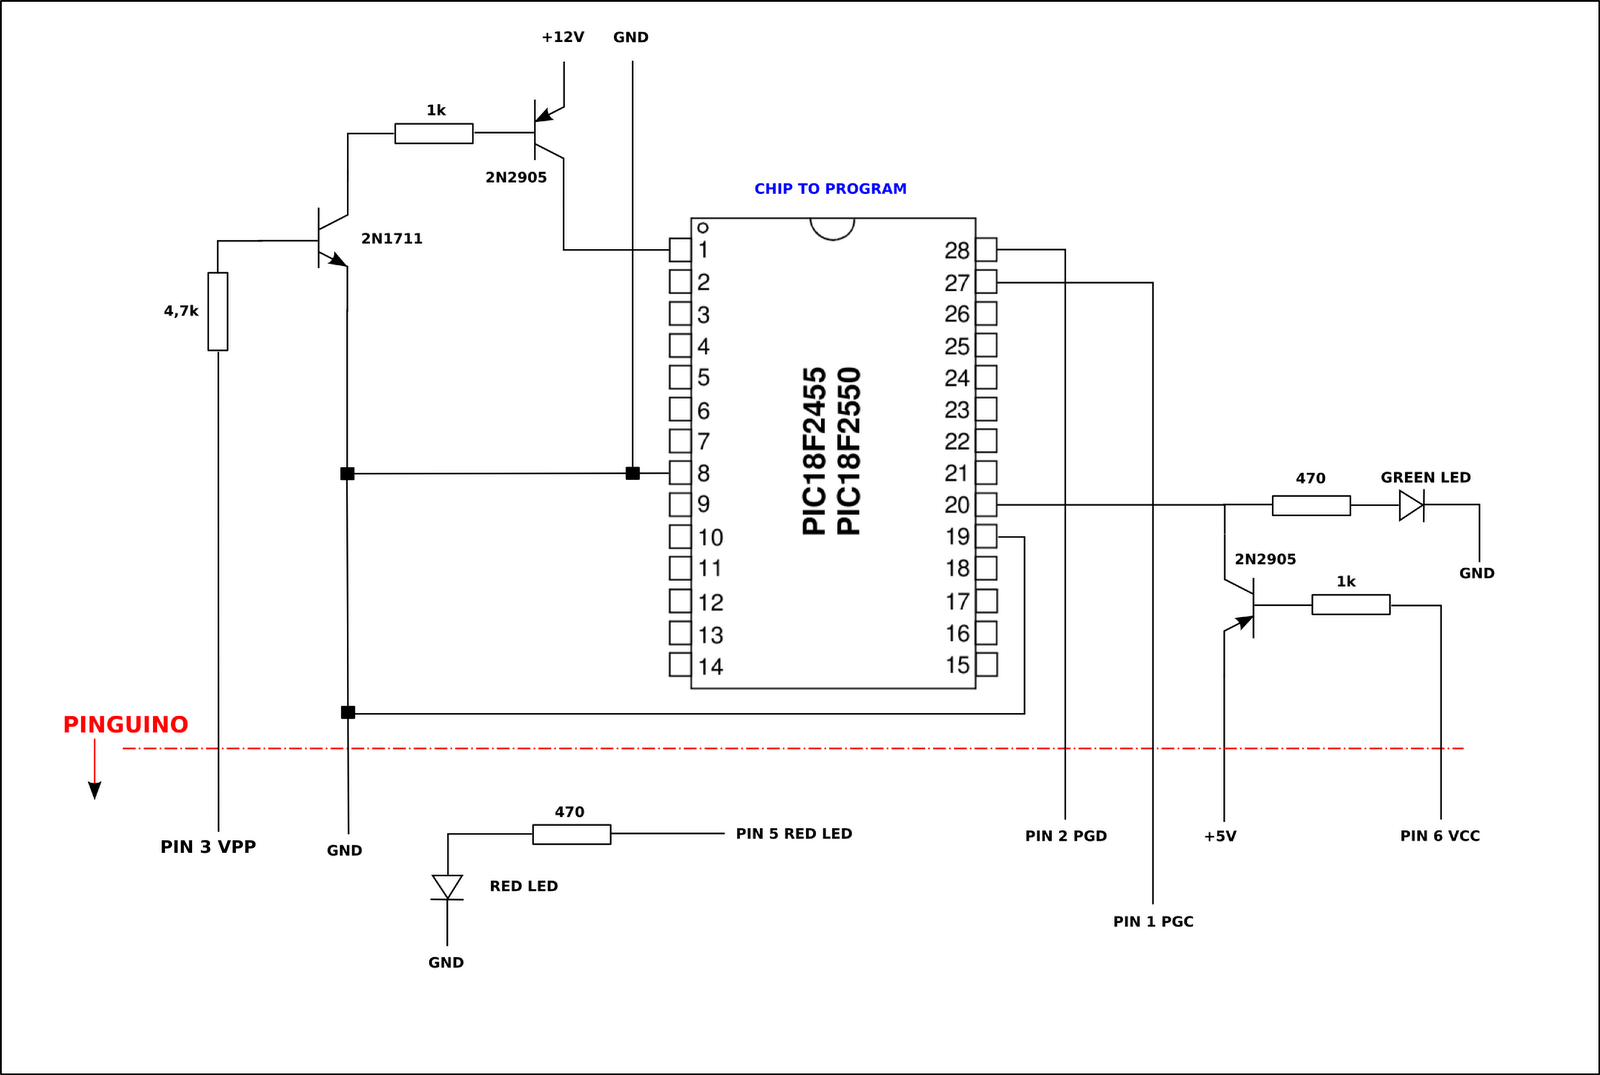 +12V GND
1k
2N2905
CHIP TO PROGRAM
2N1711
4,7k
1 28
2 27
3 26
4 25
5 24
6 23
7 22
8 21
9 20
10 19
11 18
12 17
13 16
14 15
PIC18F2455
PIC18F2550
470 GREEN LED
GND
2N2905
1k
PINGUINO
PIN 3 VPP
GND
470
PIN 5 RED LED
RED LED
GND
PIN 2 PGD
PIN 1 PGC
+5V
PIN 6 VCC